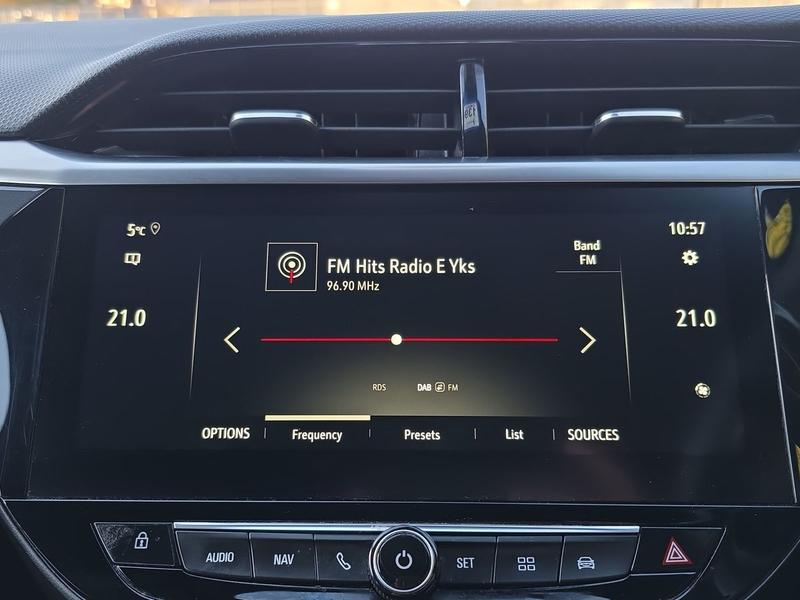 5°C
10:57
FM Hits Radio E Yks
96.90 MHz
Band
FM
21.0
21.0
RDS
DAB
FM
OPTIONS
Frequency
Presets
List
SOURCES
AUDIO
NAV
SET